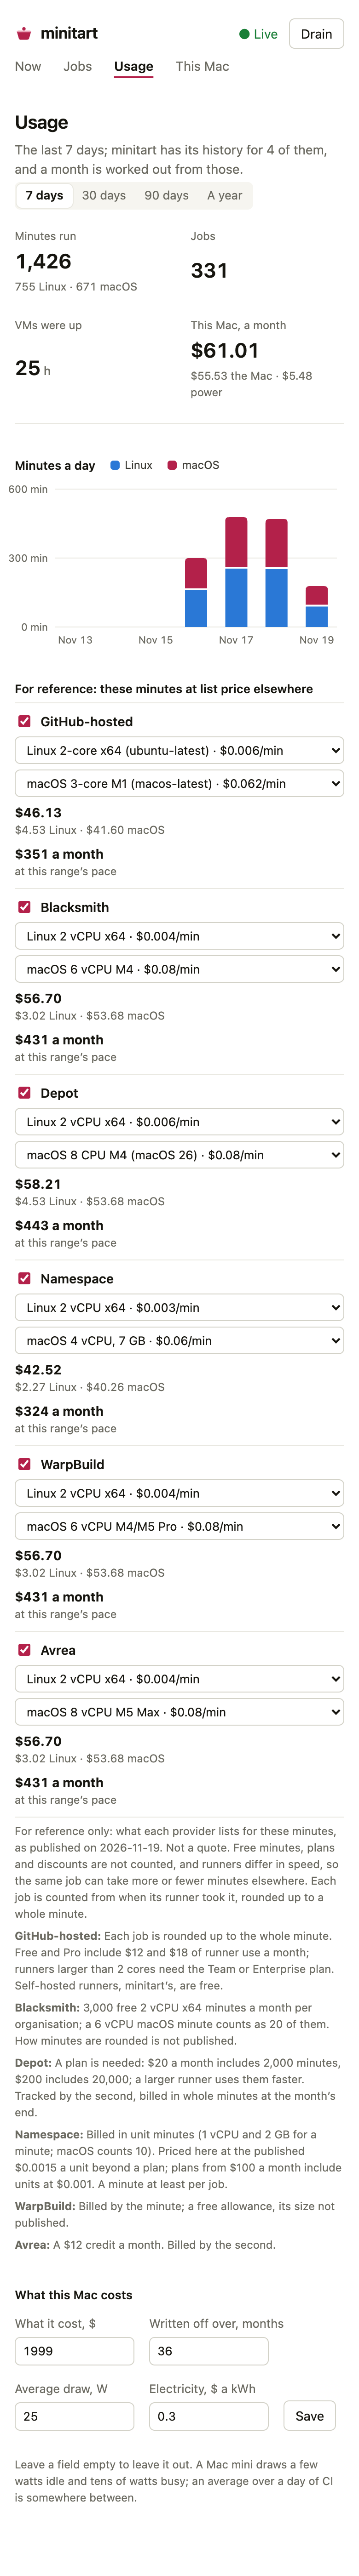 minitart
Live
Drain
Now Jobs Usage This Mac
Usage
The last 7 days; minitart has its history for 4 of them,
and a month is worked out from those.
7 days 30 days 90 days A year
Minutes run
1,426
755 Linux · 671 macOS
Jobs
331
VMs were up
25 h
This Mac, a month
$61.01
$55.53 the Mac · $5.48
power
Minutes a day Linux macOS
600 min
300 min
0 min
Nov 13 Nov 15 Nov 17 Nov 19
For reference: these minutes at list price elsewhere
GitHub-hosted
Linux 2-core x64 (ubuntu-latest) · $0.006/min
macOS 3-core M1 (macos-latest) · $0.062/min
$46.13
$4.53 Linux · $41.60 macOS
$351 a month
at this range's pace
Blacksmith
Linux 2 vCPU x64 · $0.004/min
macOS 6 vCPU M4 · $0.08/min
$56.70
$3.02 Linux · $53.68 macOS
$431 a month
at this range's pace
Depot
Linux 2 vCPU x64 · $0.006/min
macOS 8 CPU M4 (macOS 26) · $0.08/min
$58.21
$4.53 Linux · $53.68 macOS
$443 a month
at this range's pace
Namespace
Linux 2 vCPU x64 · $0.003/min
macOS 4 vCPU, 7 GB · $0.06/min
$42.52
$2.27 Linux · $40.26 macOS
$324 a month
at this range's pace
WarpBuild
Linux 2 vCPU x64 · $0.004/min
macOS 6 vCPU M4/M5 Pro · $0.08/min
$56.70
$3.02 Linux · $53.68 macOS
$431 a month
at this range's pace
Avrea
Linux 2 vCPU x64 · $0.004/min
macOS 8 vCPU M5 Max · $0.08/min
$56.70
$3.02 Linux · $53.68 macOS
$431 a month
at this range's pace
For reference only: what each provider lists for these minutes,
as published on 2026-11-19. Not a quote. Free minutes, plans
and discounts are not counted, and runners differ in speed, so
the same job can take more or fewer minutes elsewhere. Each
job is counted from when its runner took it, rounded up to a
whole minute.
GitHub-hosted: Each job is rounded up to the whole minute.
Free and Pro include $12 and $18 of runner use a month;
runners larger than 2 cores need the Team or Enterprise plan.
Self-hosted runners, minitart's, are free.
Blacksmith: 3,000 free 2 vCPU x64 minutes a month per
organisation; a 6 vCPU macOS minute counts as 20 of them.
How minutes are rounded is not published.
Depot: A plan is needed: $20 a month includes 2,000 minutes,
$200 includes 20,000; a larger runner uses them faster.
Tracked by the second, billed in whole minutes at the month's
end.
Namespace: Billed in unit minutes (1 vCPU and 2 GB for a
minute; macOS counts 10). Priced here at the published
$0.0015 a unit beyond a plan; plans from $100 a month include
units at $0.001. A minute at least per job.
WarpBuild: Billed by the minute; a free allowance, its size not
published.
Avrea: A $12 credit a month. Billed by the second.
What this Mac costs
What it cost, $
1999
Written off over, months
36
Average draw, W
25
Electricity, $ a kWh
0.3
Save
Leave a field empty to leave it out. A Mac mini draws a few
watts idle and tens of watts busy; an average over a day of CI
is somewhere between.